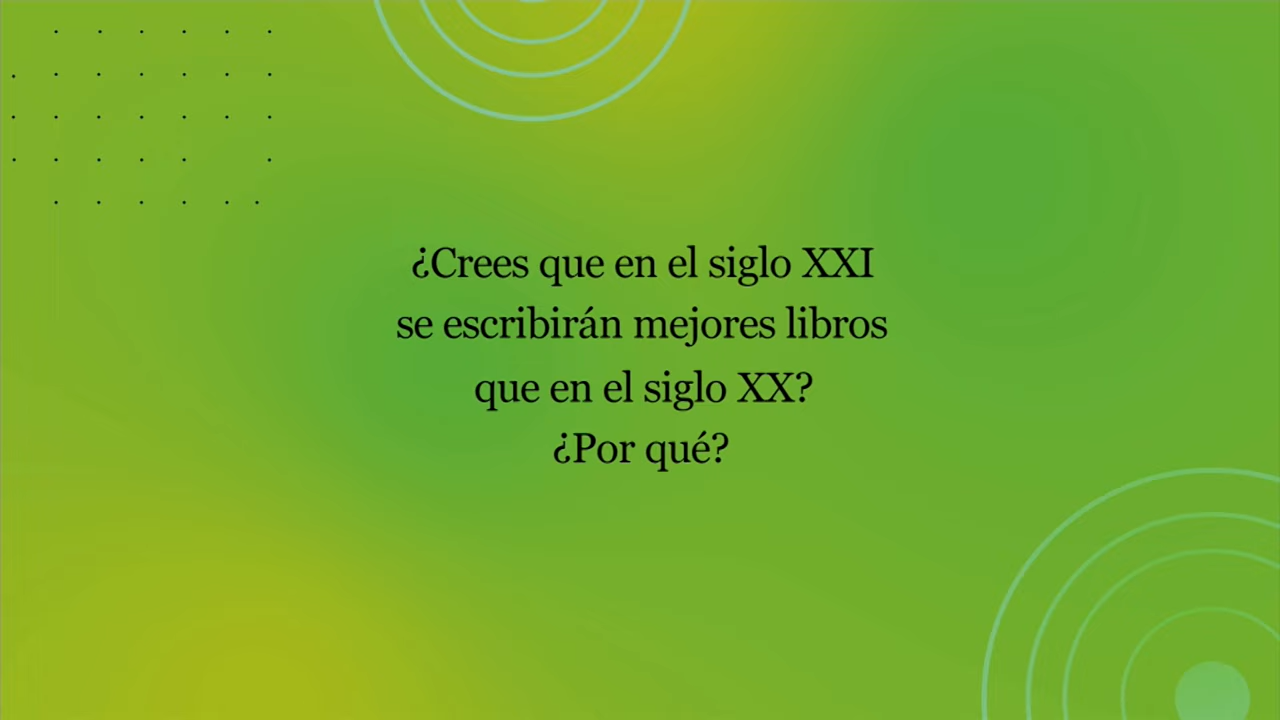 ¿Crees que en el siglo XXI
se escribirán mejores libros
que en el siglo XX?
¿Por qué?